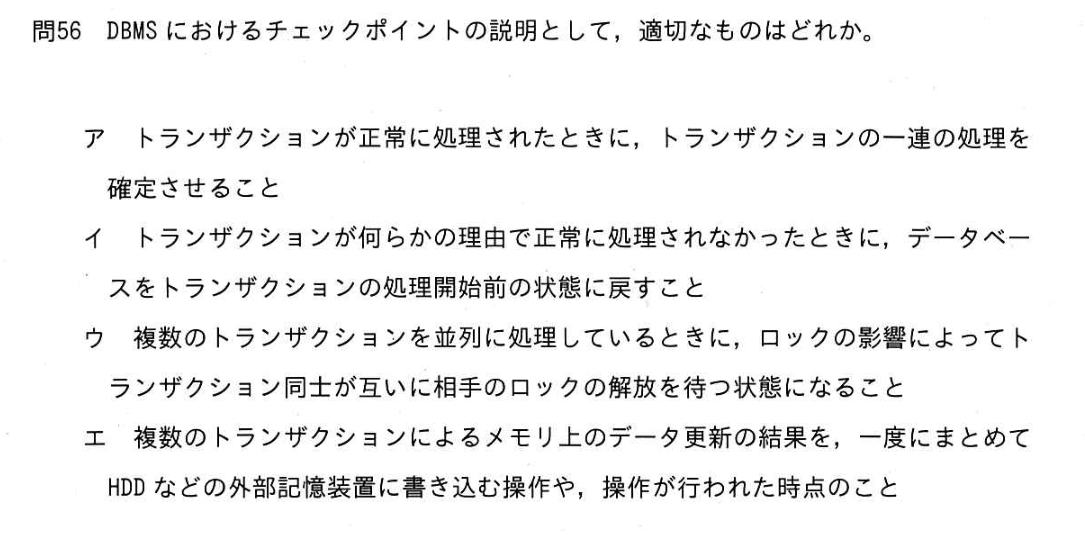 問56 DBMSにおけるチェックポイントの説明として，適切なものはどれか。
ア トランザクションが正常に処理されたときに，トランザクションの一連の処理を
確定させること
イ トランザクションが何らかの理由で正常に処理されなかったときに，データベー
スをトランザクションの処理開始前の状態に戻すこと
ウ 複数のトランザクションを並列に処理しているときに，ロックの影響によってト
ランザクション同士が互いに相手のロックの解放を待つ状態になること
エ 複数のトランザクションによるメモリ上のデータ更新の結果を，一度にまとめて
HDDなどの外部記憶装置に書き込む操作や，操作が行われた時点のこと